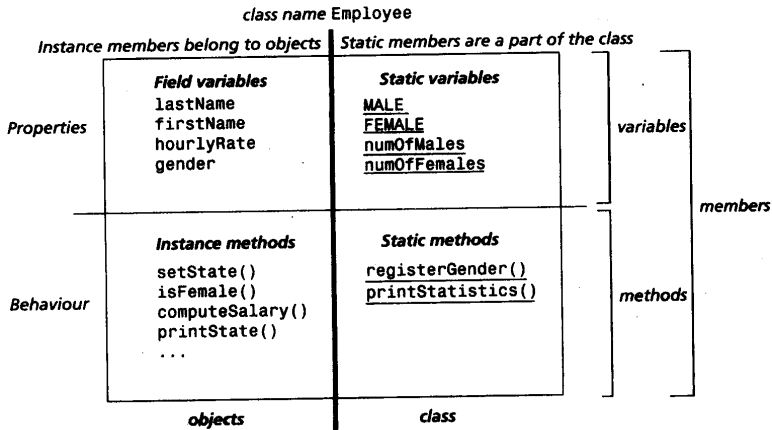 class name Employee
Instance members belong to objects
Static members are a part of the class
Properties
Field variables
lastName
firstName
hourlyRate
gender
Static variables
MALE
FEMALE
numOfMales
numOfFemales
variables
members
Behaviour
Instance methods
setState()
isFemale()
computeSalary()
printState()
...
Static methods
registerGender()
printStatistics()
methods
objects
class